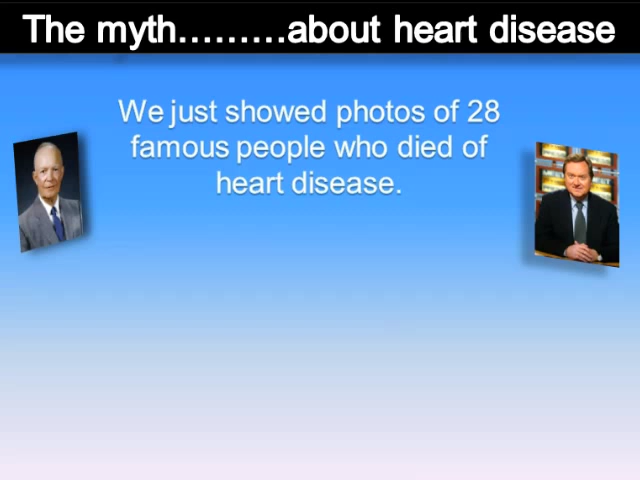 The myth.........about heart disease
We just showed photos of 28
famous people who died of
heart disease.